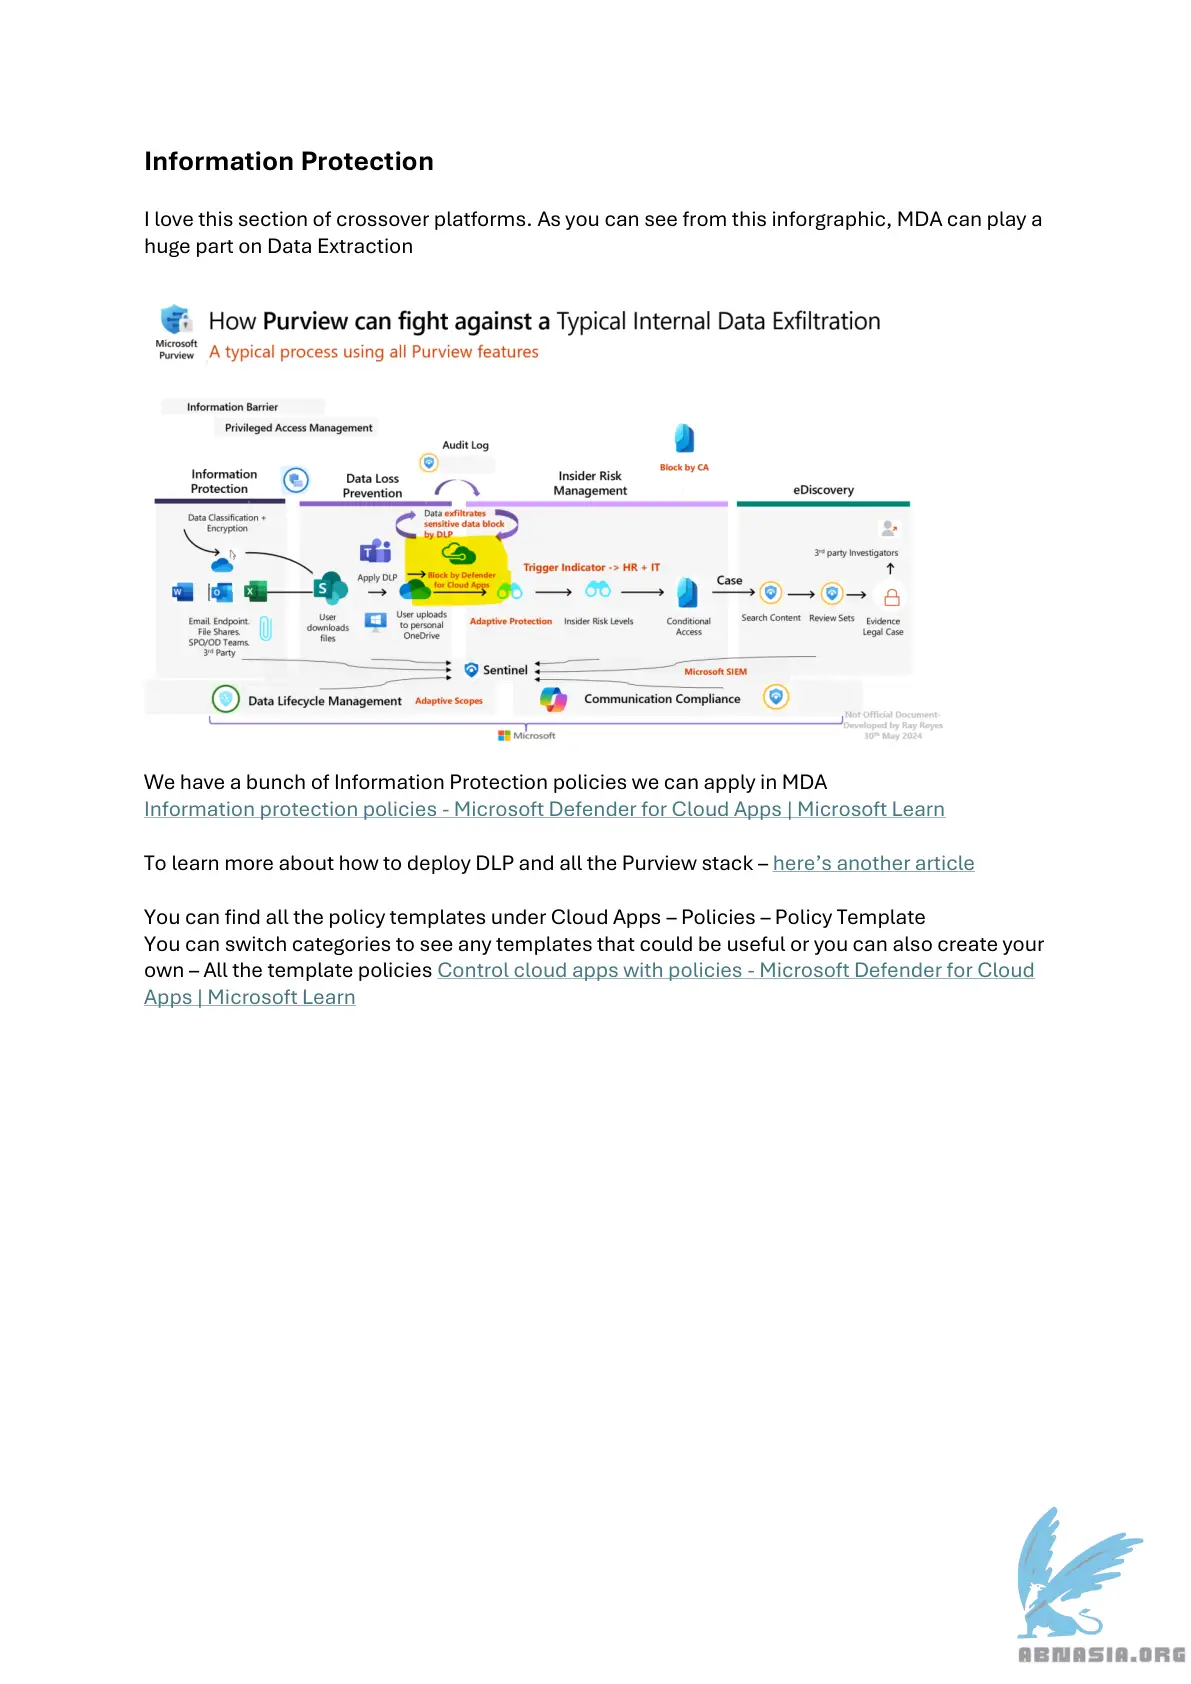 Information Protection
I love this section of crossover platforms. As you can see from this inforgraphic, MDA can play a
huge part on Data Extraction
Microsoft
Purview
How Purview can fight against a Typical Internal Data Exfiltration
A typical process using all Purview features
Information Barrier
Privileged Access Management
Audit Log
Block by CA
Information
Protection
Data Loss
Prevention
Insider Risk
Management
eDiscovery
Data Classification +
Encryption
Data exfiltrates
sensitive data block
by DLP
3rd party Investigators
Apply DLP
Block by Defender
for Cloud Apps
Trigger Indicator -> HR + IT
Case
Email. Endpoint.
File Shares.
SPO/OD Teams.
3rd Party
User
downloads
files
User uploads
to personal
OneDrive
Adaptive Protection
Insider Risk Levels
Conditional
Access
Search Content
Review Sets
Evidence
Legal Case
Sentinel
Microsoft SIEM
Data Lifecycle Management
Adaptive Scopes
Communication Compliance
Not Official Document-
Developed by Ray Reyes
30th May 2024
Microsoft
We have a bunch of Information Protection policies we can apply in MDA
Information protection policies - Microsoft Defender for Cloud Apps | Microsoft Learn
To learn more about how to deploy DLP and all the Purview stack – here’s another article
You can find all the policy templates under Cloud Apps – Policies – Policy Template
You can switch categories to see any templates that could be useful or you can also create your
own – All the template policies Control cloud apps with policies - Microsoft Defender for Cloud
Apps | Microsoft Learn
ABNASIA.ORG